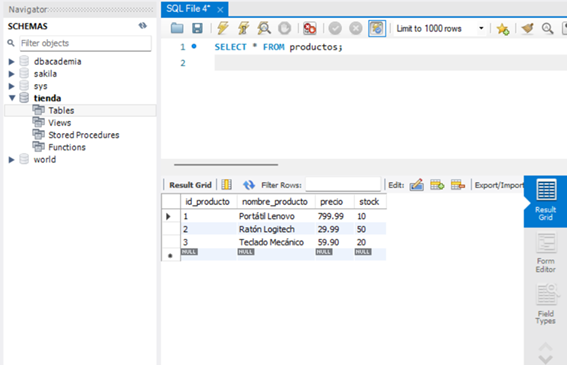 Navigator
SCHEMAS
Filter objects
dbacademia
sakila
sys
tienda
Tables
Views
Stored Procedures
Functions
world
SQL File 4*
Limit to 1000 rows
1 SELECT * FROM productos;
2
Result Grid Filter Rows: Edit: Export/Import
id_producto nombre_producto precio stock
1 Portátil Lenovo 799.99 10
2 Ratón Logitech 29.99 50
3 Teclado Mecánico 59.90 20
NULL NULL NULL NULL
Result
Grid
Form
Editor
Field
Types